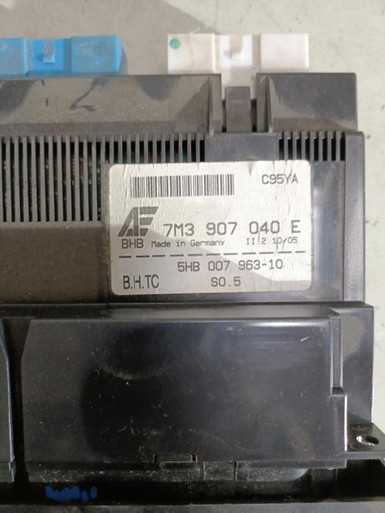 C95YA
AF 7M3 907 040 E
BHB Made in Germany II 2 10/05
5HB 007 963-10
B.H.TC S0.5